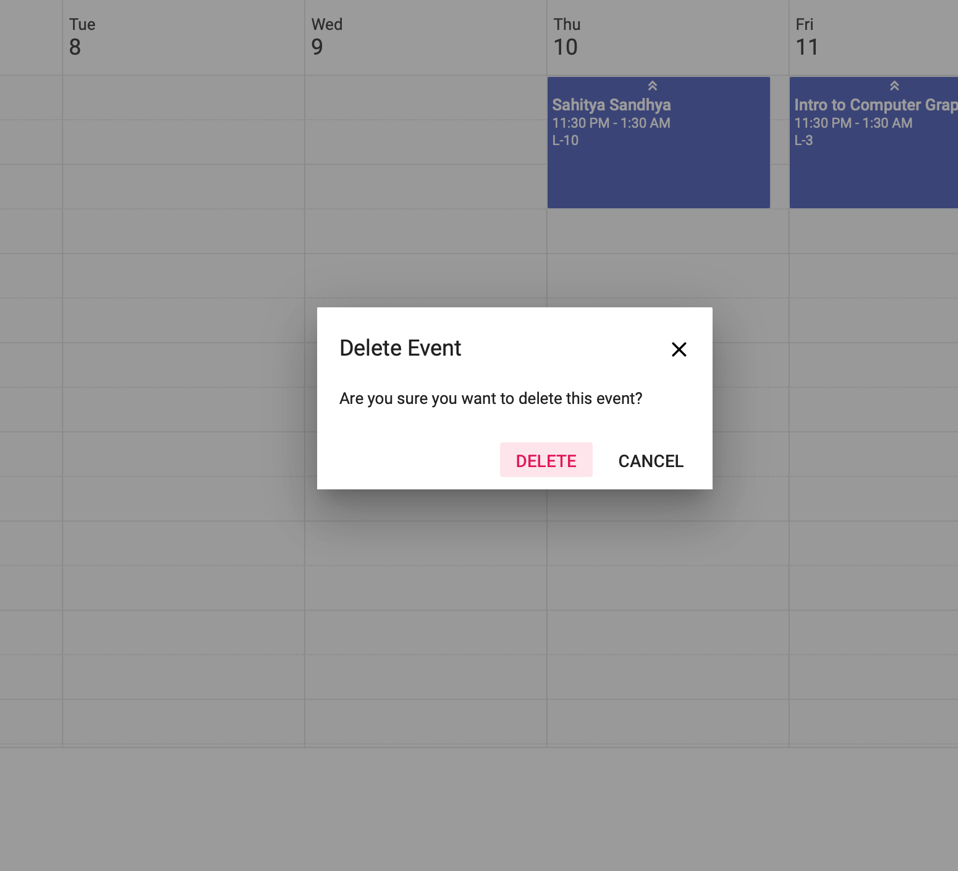 Tue
8
Wed
9
Thu
10
Fri
11
Sahitya Sandhya
11:30 PM - 1:30 AM
L-10
Intro to Computer Grap
11:30 PM - 1:30 AM
L-3
Delete Event
Are you sure you want to delete this event?
DELETE
CANCEL